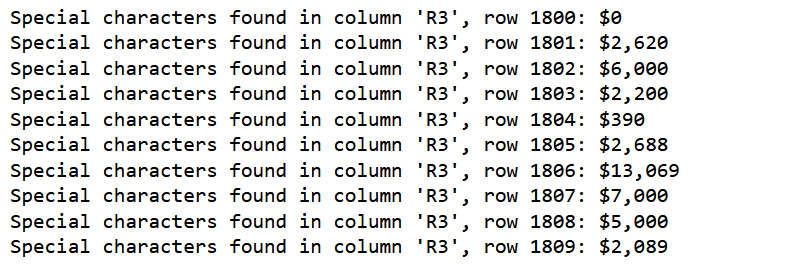 Special characters found in column 'R3', row 1800: $0
Special characters found in column 'R3', row 1801: $2,620
Special characters found in column 'R3', row 1802: $6,000
Special characters found in column 'R3', row 1803: $2,200
Special characters found in column 'R3', row 1804: $390
Special characters found in column 'R3', row 1805: $2,688
Special characters found in column 'R3', row 1806: $13,069
Special characters found in column 'R3', row 1807: $7,000
Special characters found in column 'R3', row 1808: $5,000
Special characters found in column 'R3', row 1809: $2,089